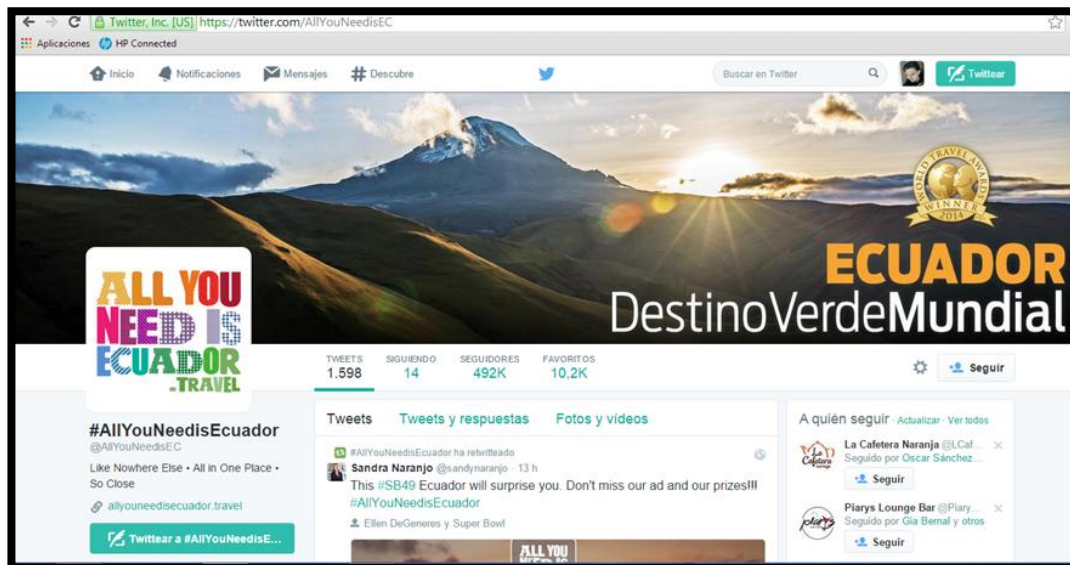 Twitter, Inc. [US] https://twitter.com/AllYouNeedisEC
Aplicaciones HP Connected
Inicio Notificaciones Mensajes # Descubre Buscar en Twitter Twittear
WORLD TRAVEL AWARDS
WINNER
2014
ECUADOR
DestinoVerdeMundial
ALL YOU
NEED IS
ECUADOR
.TRAVEL
TWEETS SIGUIENDO SEGUIDORES FAVORITOS
1.598 14 492K 10,2K
Seguir
#AllYouNeedisEcuador
@AllYouNeedisEC
Like Nowhere Else • All in One Place •
So Close
allyouneedisecuador.travel
Twittear a #AllYouNeedisE...
Tweets Tweets y respuestas Fotos y vídeos
#AllYouNeedisEcuador ha retwitteado
Sandra Naranjo @sandynaranjo · 13 h
This #SB49 Ecuador will surprise you. Don't miss our ad and our prizes!!!
#AllYouNeedisEcuador
Ellen DeGeneres y Super Bowl
ALL YOU
NEED IS
A quién seguir · Actualizar · Ver todos
La Cafetera Naranja @LCaf...
Seguido por Oscar Sánchez...
Seguir
Piarys Lounge Bar @Piary...
Seguido por Gia Bernal y otros
Seguir